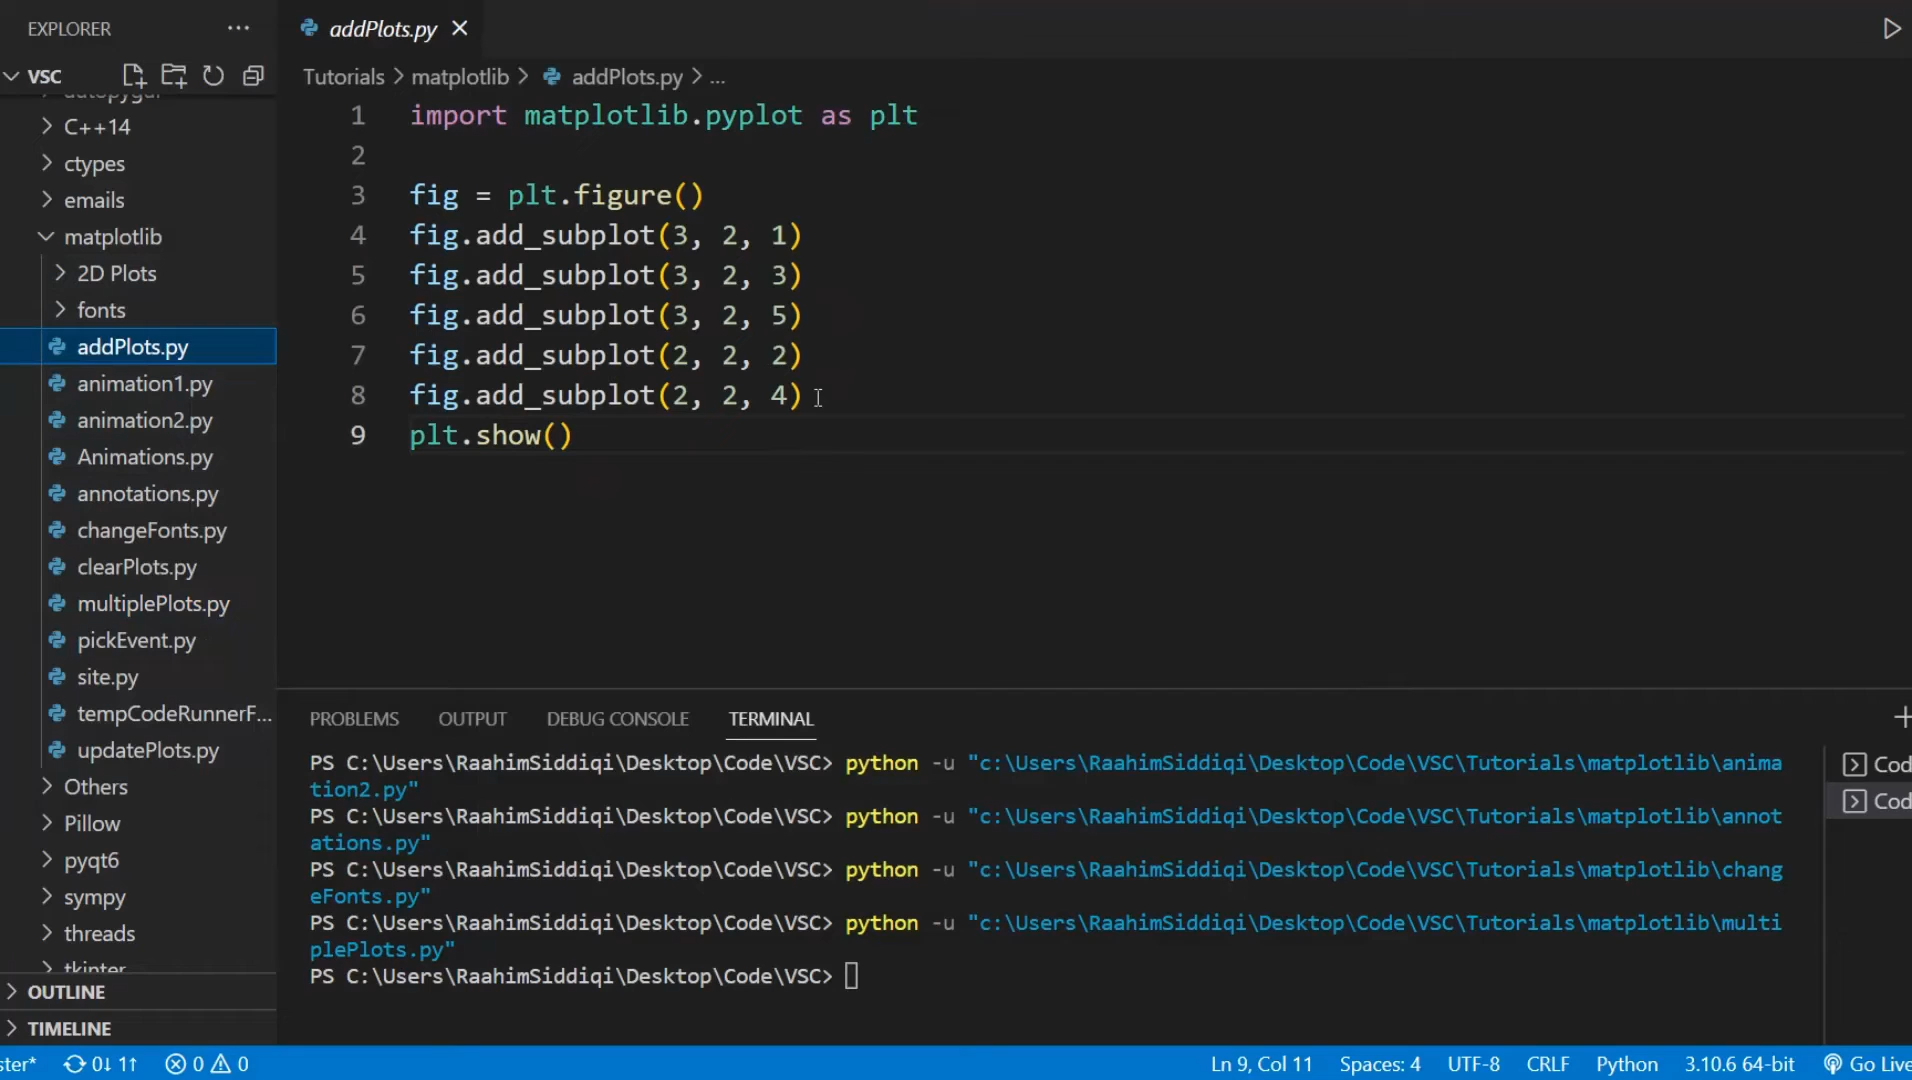 EXPLORER
···
addPlots.py
VSC
Tutorials > matplotlib > addPlots.py > ...
C++14
ctypes
emails
matplotlib
2D Plots
fonts
addPlots.py
animation1.py
animation2.py
Animations.py
annotations.py
changeFonts.py
clearPlots.py
multiplePlots.py
pickEvent.py
site.py
tempCodeRunnerF...
updatePlots.py
Others
Pillow
pyqt6
sympy
threads
tkinter
OUTLINE
TIMELINE
1 import matplotlib.pyplot as plt
2
3 fig = plt.figure()
4 fig.add_subplot(3, 2, 1)
5 fig.add_subplot(3, 2, 3)
6 fig.add_subplot(3, 2, 5)
7 fig.add_subplot(2, 2, 2)
8 fig.add_subplot(2, 2, 4)
9 plt.show()
PROBLEMS OUTPUT DEBUG CONSOLE TERMINAL
PS C:\Users\RaahimSiddiqi\Desktop\Code\VSC> python -u "c:\Users\RaahimSiddiqi\Desktop\Code\VSC\Tutorials\matplotlib\anima
tion2.py"
PS C:\Users\RaahimSiddiqi\Desktop\Code\VSC> python -u "c:\Users\RaahimSiddiqi\Desktop\Code\VSC\Tutorials\matplotlib\annot
ations.py"
PS C:\Users\RaahimSiddiqi\Desktop\Code\VSC> python -u "c:\Users\RaahimSiddiqi\Desktop\Code\VSC\Tutorials\matplotlib\chang
eFonts.py"
PS C:\Users\RaahimSiddiqi\Desktop\Code\VSC> python -u "c:\Users\RaahimSiddiqi\Desktop\Code\VSC\Tutorials\matplotlib\multi
plePlots.py"
PS C:\Users\RaahimSiddiqi\Desktop\Code\VSC>
Cod
Cod
ster* 0↓ 1↑ 0 0 Ln 9, Col 11 Spaces: 4 UTF-8 CRLF Python 3.10.6 64-bit Go Live